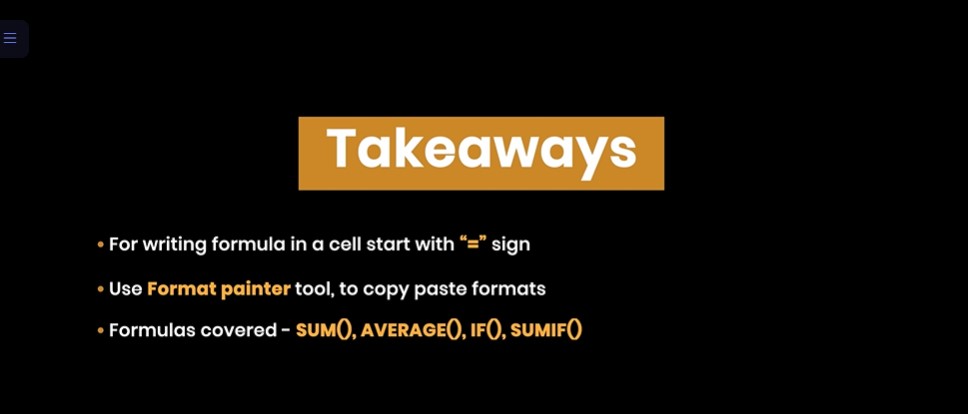 Takeaways
• For writing formula in a cell start with “=” sign
• Use Format painter tool, to copy paste formats
• Formulas covered - SUM(), AVERAGE(), IF(), SUMIF()